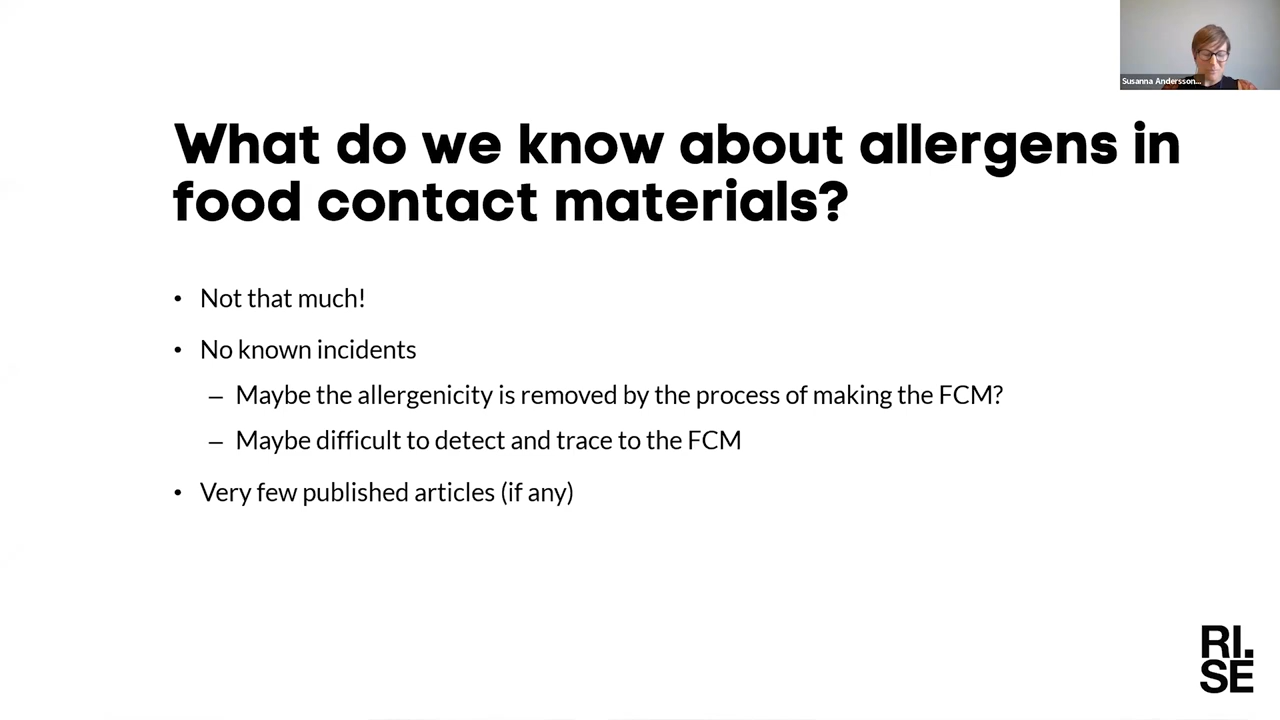 Susanna Andersson...
What do we know about allergens in
food contact materials?
• Not that much!
• No known incidents
– Maybe the allergenicity is removed by the process of making the FCM?
– Maybe difficult to detect and trace to the FCM
• Very few published articles (if any)
RI.
SE